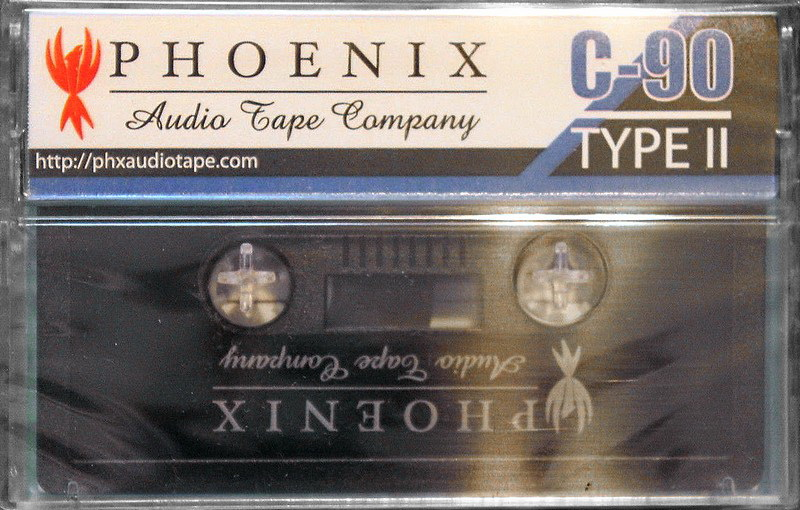 PHOENIX
Audio Tape Company
http://phxaudiotape.com
C-90
TYPE II
Audio Tape Company
PHOENIX